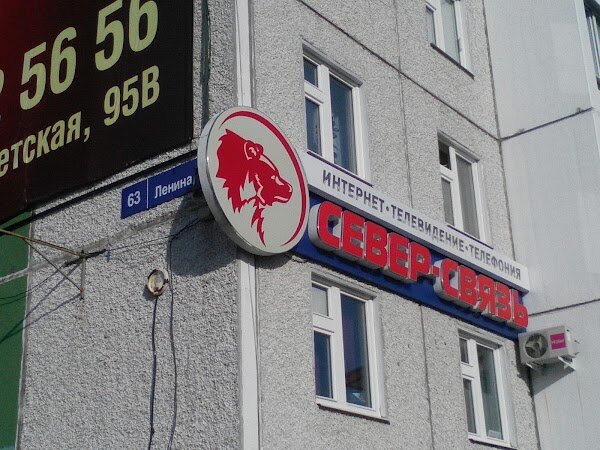 56 56
етская, 95В
63 Ленина
ИНТЕРНЕТ•ТЕЛЕВИДЕНИЕ•ТЕЛЕФОНИЯ
СЕВЕР•СВЯЗЬ